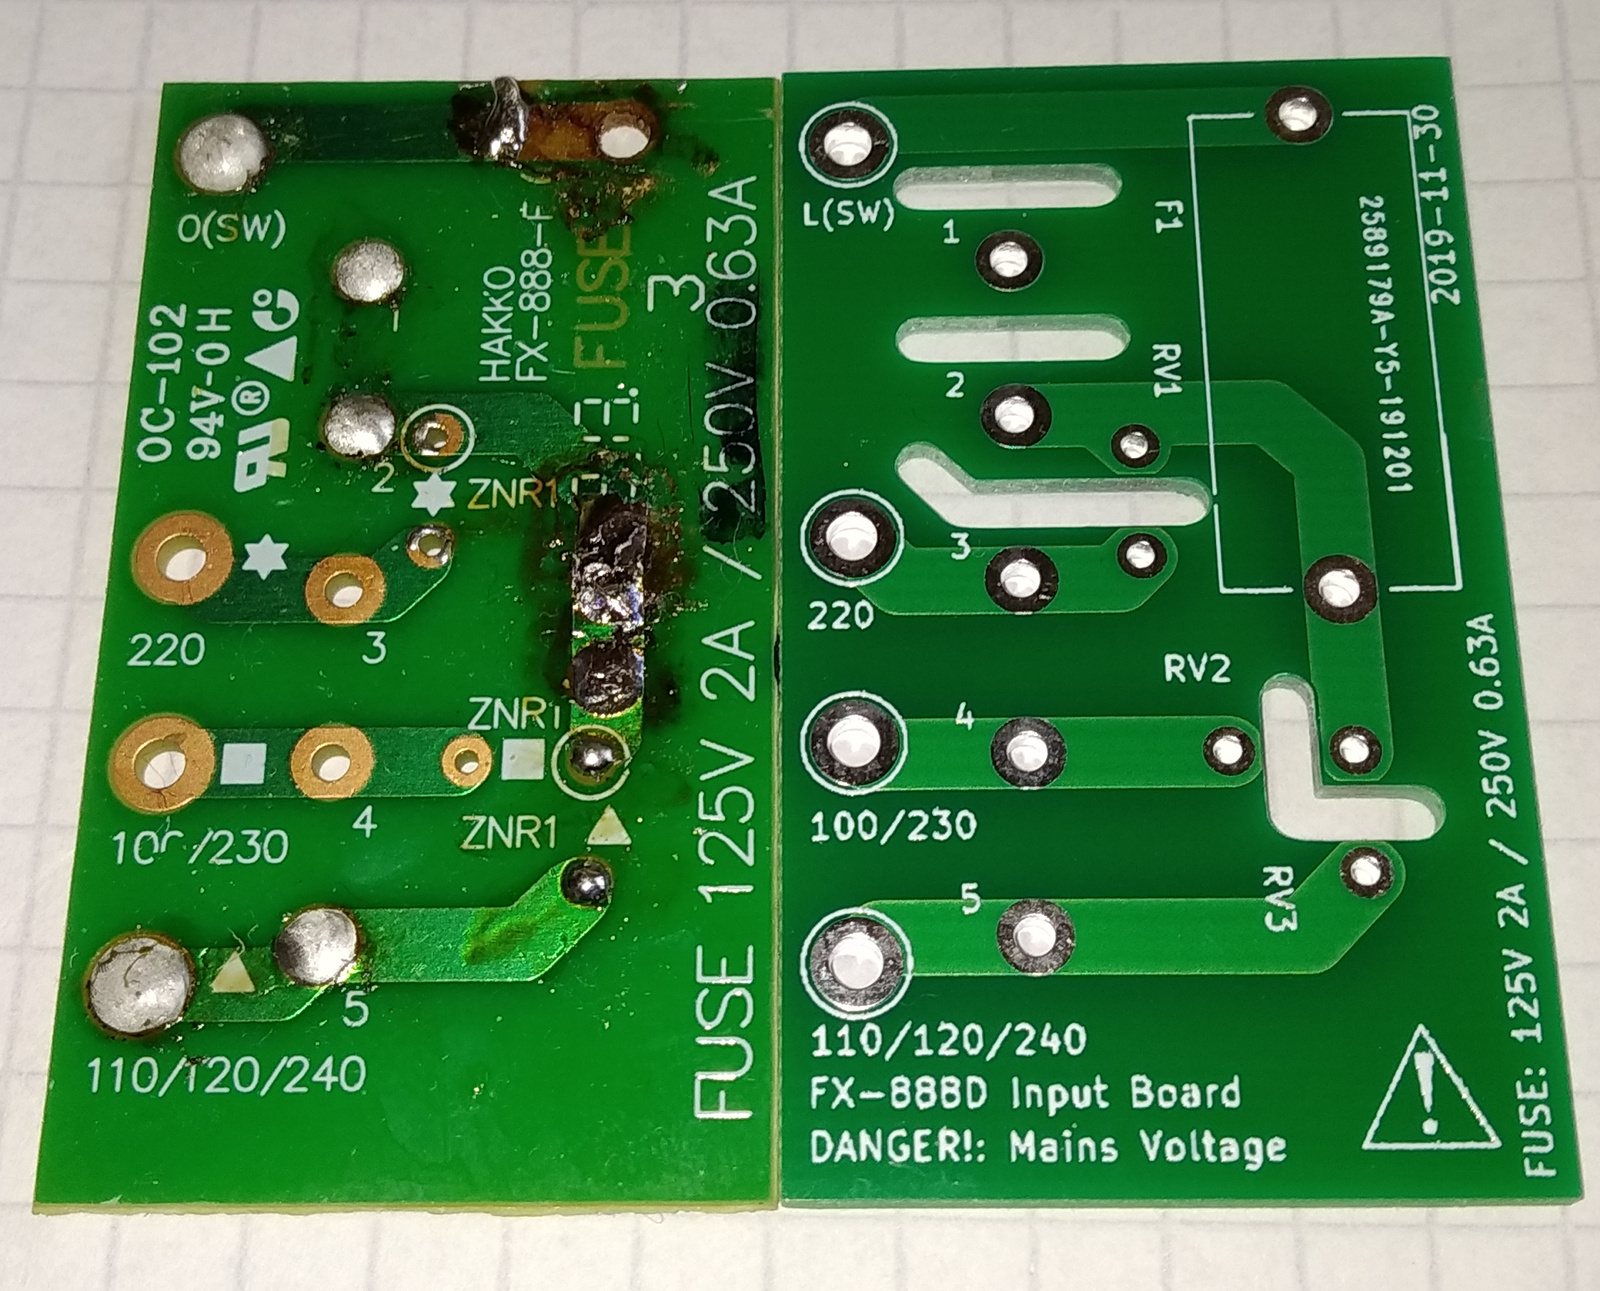 O(SW)
1
HAKKO
FX-888-F
FUSE
3
OC-102
94V-0H
2
ZNR1
220
3
ZNR1
4
ZNR1
/230
5
110/120/240
FUSE 125V 2A / 250V 0.63A
L(SW)
1
F1
2
RV1
2589179A-Y5-191201
2019-11-30
3
220
RV2
4
100/230
5
RV3
110/120/240
FX-888D Input Board
DANGER!: Mains Voltage
FUSE: 125V 2A / 250V 0.63A